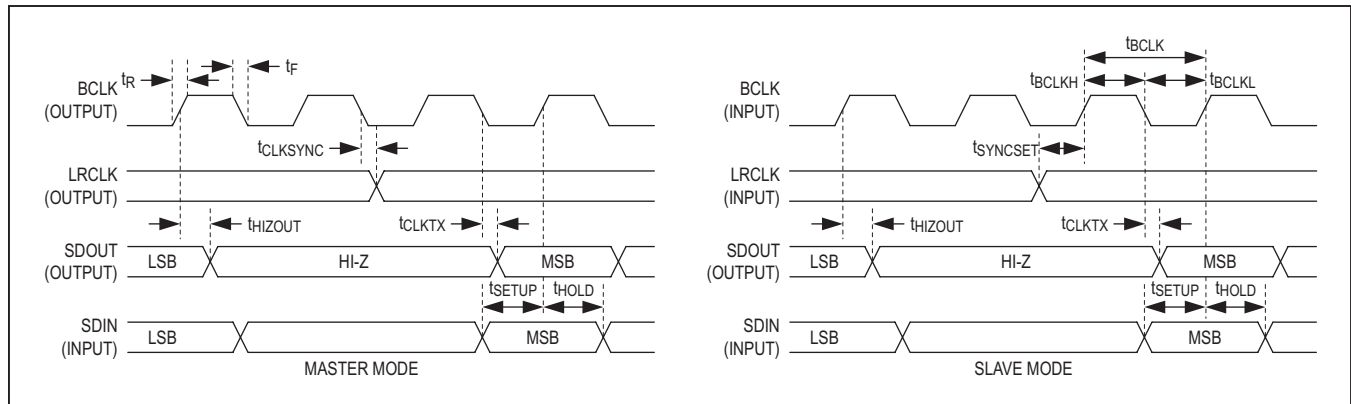 tR
tF
BCLK
(OUTPUT)
tCLKSYNC
LRCLK
(OUTPUT)
tHIZOUT
tCLKTX
SDOUT
(OUTPUT)
LSB
HI-Z
MSB
tSETUP
tHOLD
SDIN
(INPUT)
LSB
MSB
MASTER MODE
tBCLK
tBCLKH
tBCLKL
BCLK
(INPUT)
tSYNCSET
LRCLK
(INPUT)
tHIZOUT
tCLKTX
SDOUT
(OUTPUT)
LSB
HI-Z
MSB
tSETUP
tHOLD
SDIN
(INPUT)
LSB
MSB
SLAVE MODE